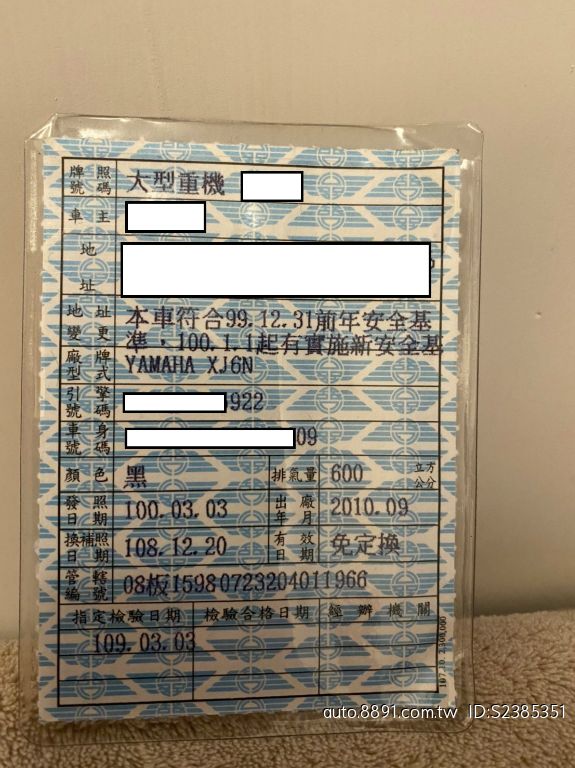 牌照號碼 大型重機
車主
地址
地址變更 本車符合99.12.31前年安全基
準，100.1.1起有實施新安全基
廠牌型式 YAMAHA XJ6N
引擎號碼 922
車身號碼 09
顏色 黑 排氣量 600 立方公分
發照日期 100.03.03 出廠年月 2010.09
換補照日期 108.12.20 有效日期 免定換
管轄編號 08板15980723204011966
指定檢驗日期 檢驗合格日期 經辦機關
109.03.03
auto.8891.com.tw ID:S2385351